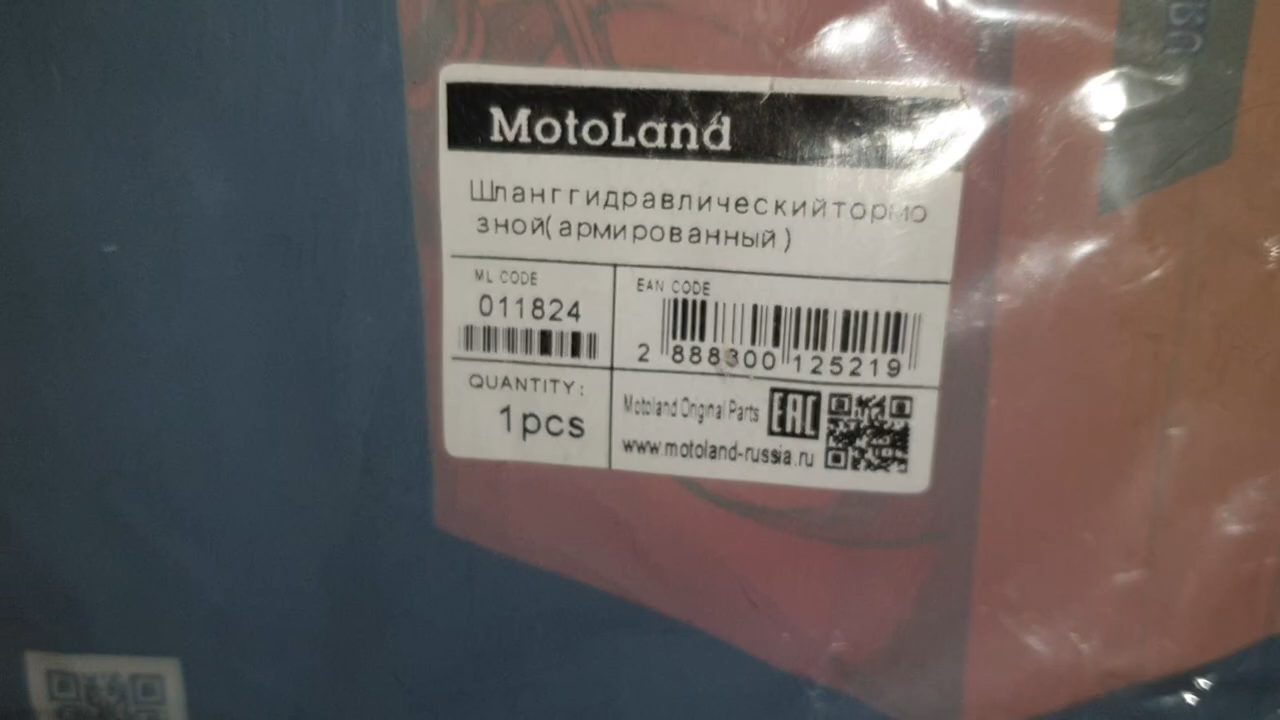 MotoLand
Шланггидравлическийтормо
зной(армированный)
ML CODE
011824
EAN CODE
2 888300 125219
QUANTITY:
1pcs
Motoland Original Parts
EAC
www.motoland-russia.ru